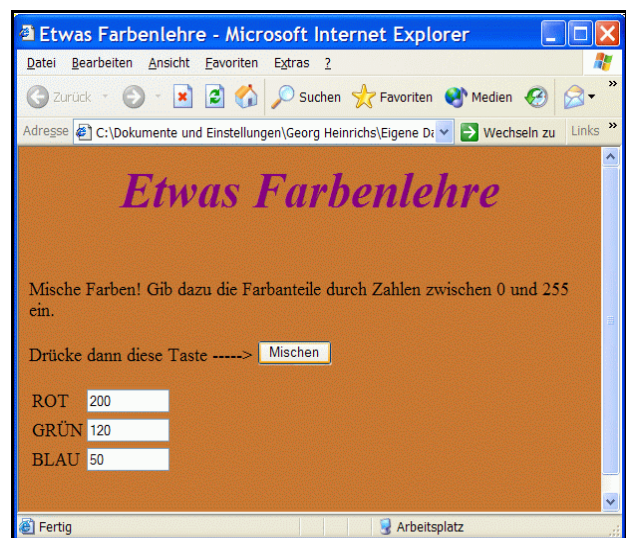 Etwas Farbenlehre - Microsoft Internet Explorer
Datei Bearbeiten Ansicht Favoriten Extras ?
Zurück Suchen Favoriten Medien »
Adresse C:\Dokumente und Einstellungen\Georg Heinrichs\Eigene Da Wechseln zu Links »
Etwas Farbenlehre
Mische Farben! Gib dazu die Farbanteile durch Zahlen zwischen 0 und 255
ein.
Drücke dann diese Taste -----> Mischen
ROT 200
GRÜN 120
BLAU 50
Fertig Arbeitsplatz